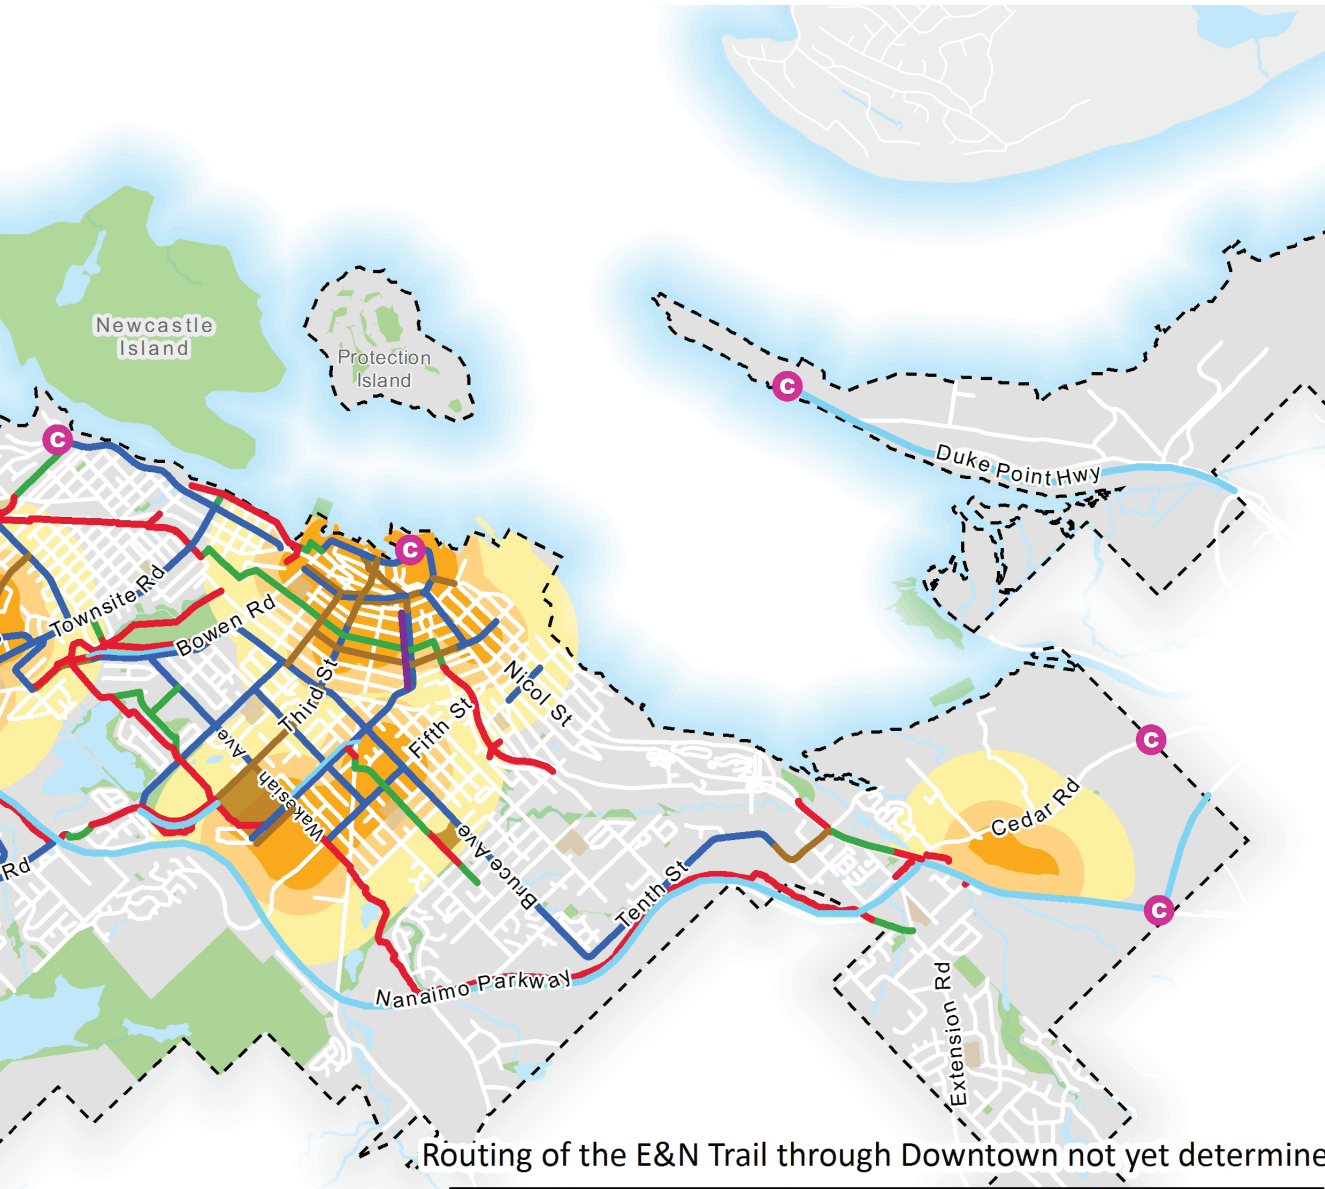 Newcastle
Island
Protection
Island
C
Duke Point Hwy
C
C
Townsite Rd
Bowen Rd
Third St
Nicol St
Fifth St
Ave
Wakesiah
C
Cedar Rd
Rd
Bruce Ave
Tenth St
C
Nanaimo Parkway
Extension Rd
Routing of the E&N Trail through Downtown not yet determine